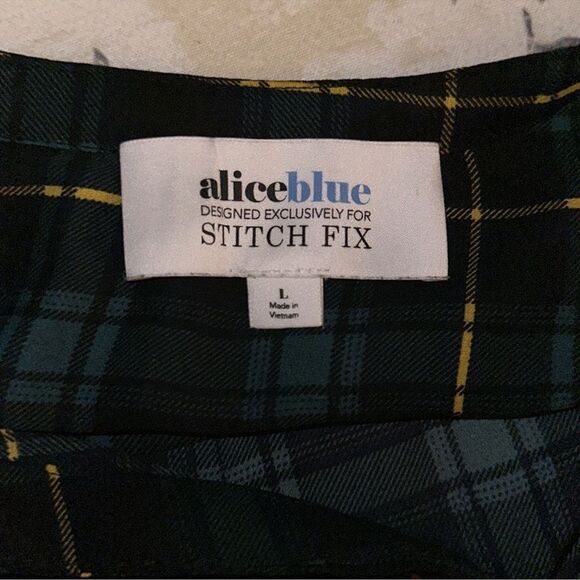 aliceblue
DESIGNED EXCLUSIVELY FOR
STITCH FIX
L
Made in
Vietnam